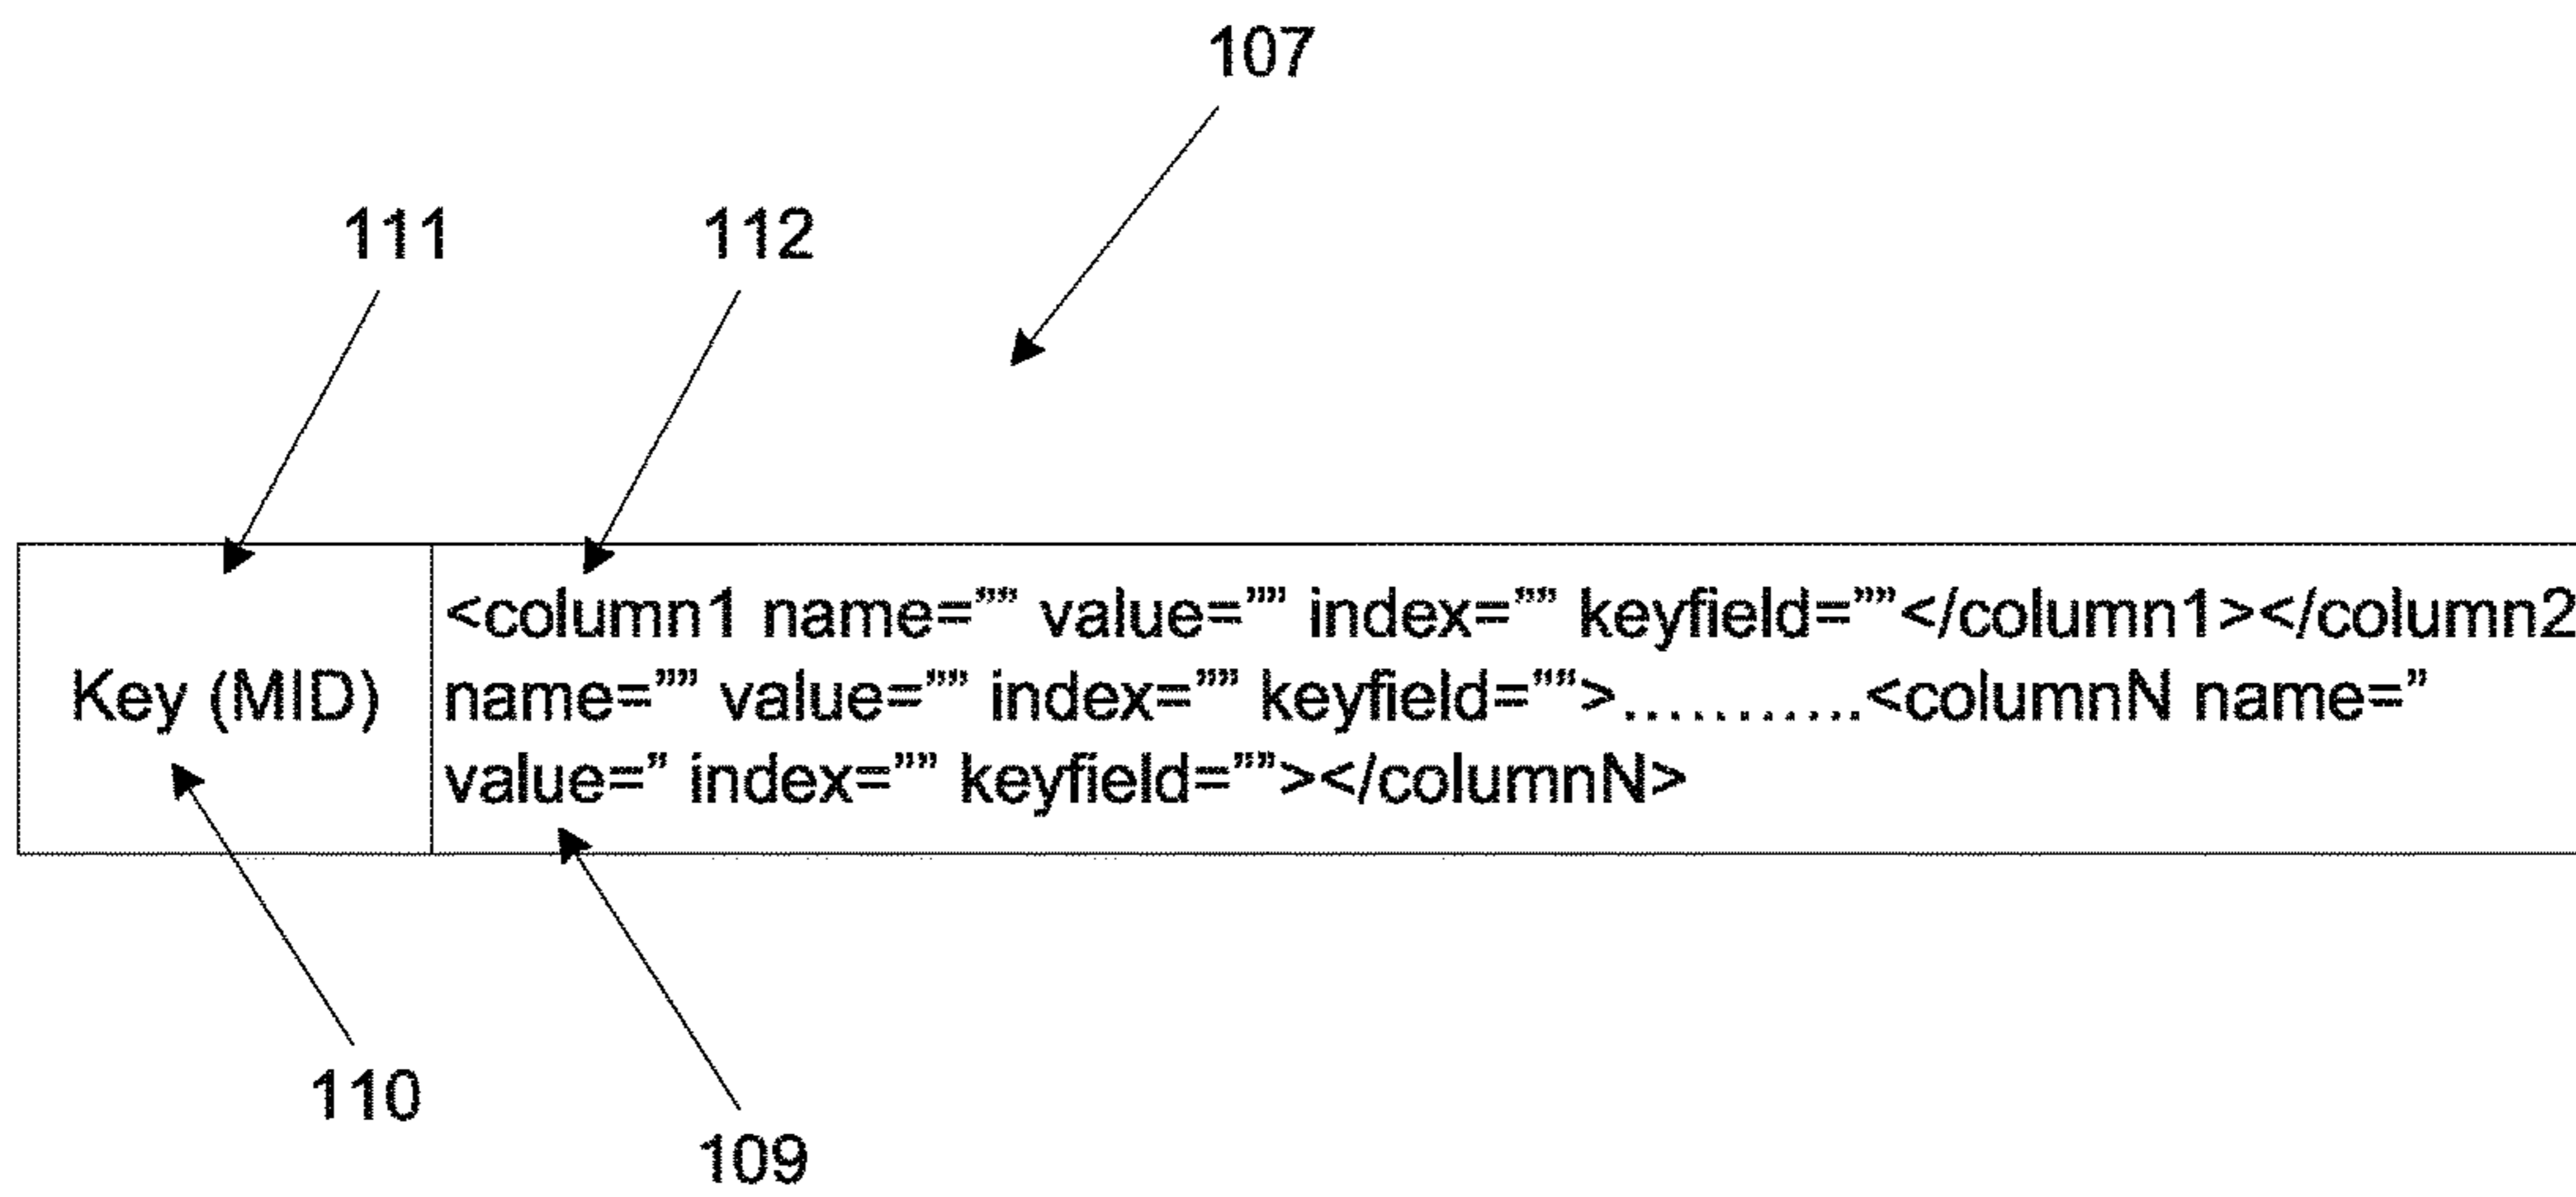 107
111
112
Key (MID)
<column1 name=”” value=”” index=”” keyfield=””</column1></column2
name=”” value=”” index=”” keyfield=””>...........<columnN name=”
value=” index=”” keyfield=””></columnN>
110
109